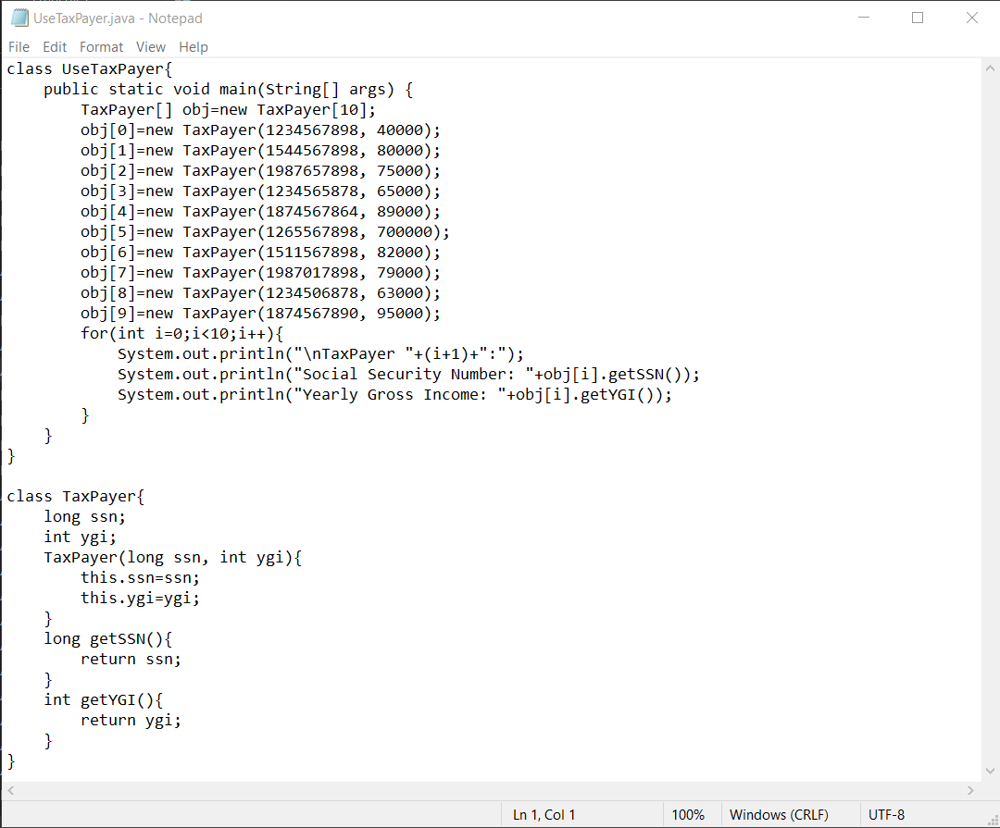 UseTaxPayer.java - Notepad
File Edit Format View Help
class UseTaxPayer{
    public static void main(String[] args) {
        TaxPayer[] obj=new TaxPayer[10];
        obj[0]=new TaxPayer(1234567898, 40000);
        obj[1]=new TaxPayer(1544567898, 80000);
        obj[2]=new TaxPayer(1987657898, 75000);
        obj[3]=new TaxPayer(1234565878, 65000);
        obj[4]=new TaxPayer(1874567864, 89000);
        obj[5]=new TaxPayer(1265567898, 700000);
        obj[6]=new TaxPayer(1511567898, 82000);
        obj[7]=new TaxPayer(1987017898, 79000);
        obj[8]=new TaxPayer(1234506878, 63000);
        obj[9]=new TaxPayer(1874567890, 95000);
        for(int i=0;i<10;i++){
            System.out.println("\nTaxPayer "+(i+1)+":");
            System.out.println("Social Security Number: "+obj[i].getSSN());
            System.out.println("Yearly Gross Income: "+obj[i].getYGI());
        }
    }
}

class TaxPayer{
    long ssn;
    int ygi;
    TaxPayer(long ssn, int ygi){
        this.ssn=ssn;
        this.ygi=ygi;
    }
    long getSSN(){
        return ssn;
    }
    int getYGI(){
        return ygi;
    }
}
Ln 1, Col 1 100% Windows (CRLF) UTF-8